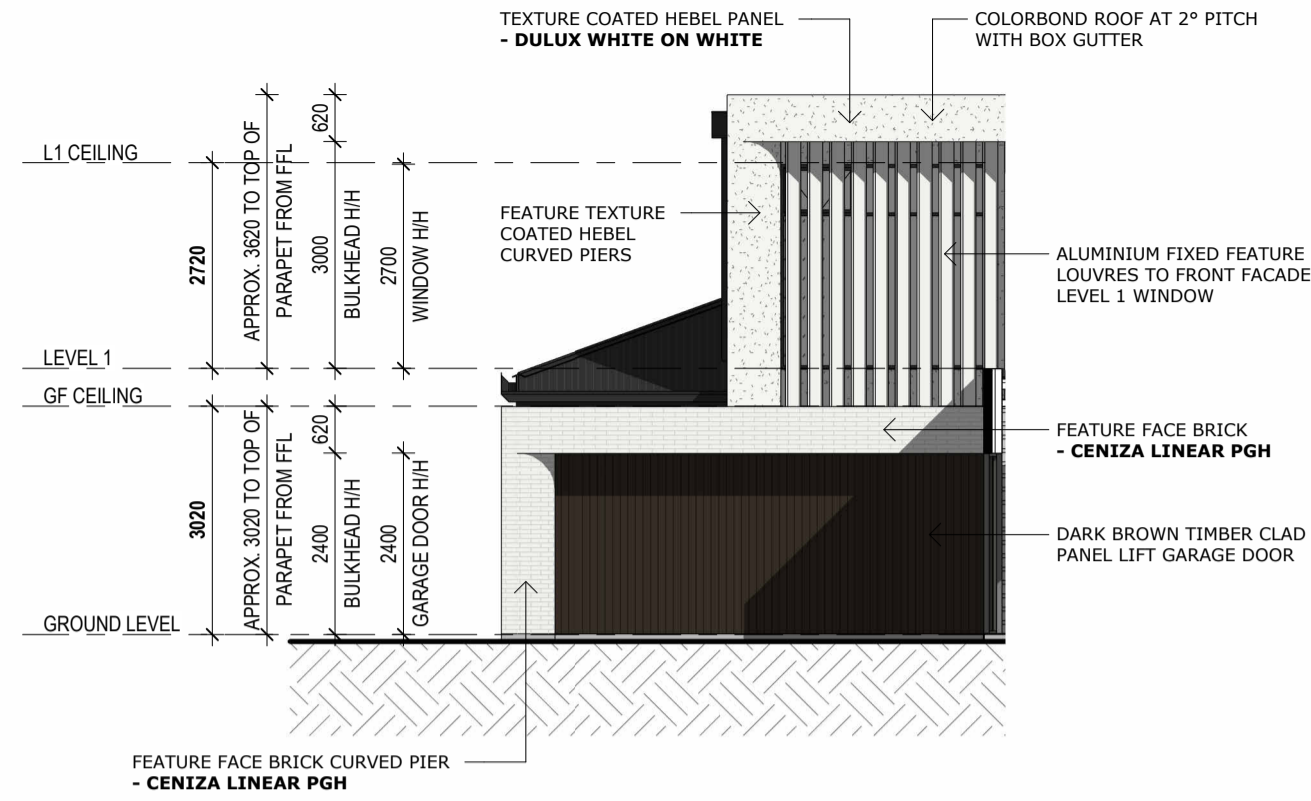 TEXTURE COATED HEBEL PANEL
- DULUX WHITE ON WHITE
COLORBOND ROOF AT 2° PITCH
WITH BOX GUTTER
L1 CEILING
2720
APPROX. 3620 TO TOP OF
PARAPET FROM FFL
620
3000
BULKHEAD H/H
2700
WINDOW H/H
FEATURE TEXTURE
COATED HEBEL
CURVED PIERS
ALUMINIUM FIXED FEATURE
LOUVRES TO FRONT FACADE
LEVEL 1 WINDOW
LEVEL 1
GF CEILING
3020
APPROX. 3020 TO TOP OF
PARAPET FROM FFL
620
2400
BULKHEAD H/H
2400
GARAGE DOOR H/H
FEATURE FACE BRICK
- CENIZA LINEAR PGH
DARK BROWN TIMBER CLAD
PANEL LIFT GARAGE DOOR
GROUND LEVEL
FEATURE FACE BRICK CURVED PIER
- CENIZA LINEAR PGH